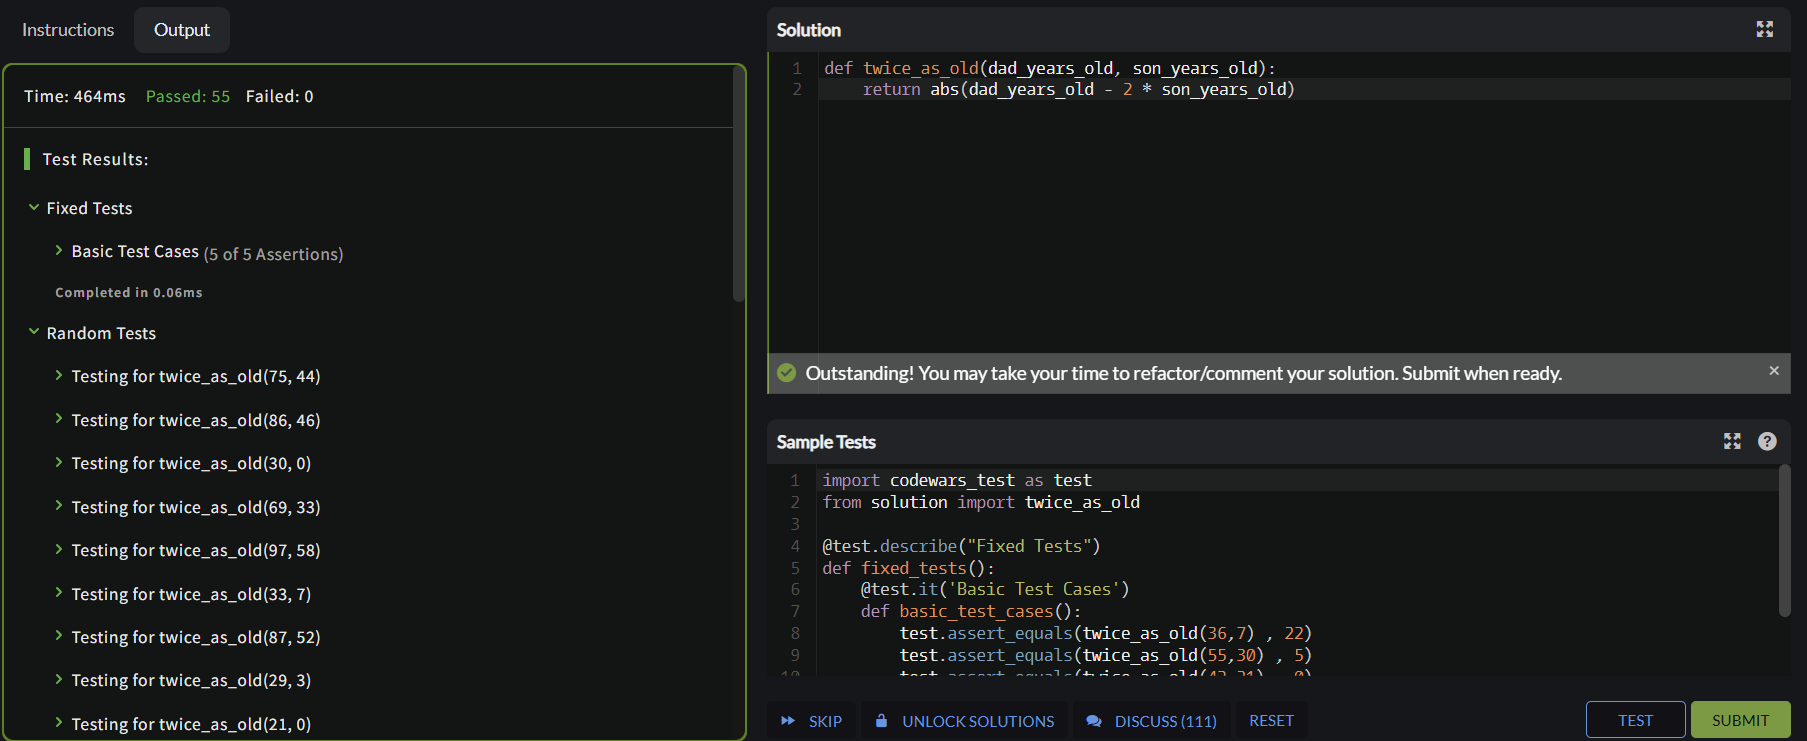 Instructions
Output
Time: 464ms Passed: 55 Failed: 0
Test Results:
Fixed Tests
Basic Test Cases (5 of 5 Assertions)
Completed in 0.06ms
Random Tests
Testing for twice_as_old(75, 44)
Testing for twice_as_old(86, 46)
Testing for twice_as_old(30, 0)
Testing for twice_as_old(69, 33)
Testing for twice_as_old(97, 58)
Testing for twice_as_old(33, 7)
Testing for twice_as_old(87, 52)
Testing for twice_as_old(29, 3)
Testing for twice_as_old(21, 0)
Solution
1 def twice_as_old(dad_years_old, son_years_old):
2     return abs(dad_years_old - 2 * son_years_old)
Outstanding! You may take your time to refactor/comment your solution. Submit when ready.
Sample Tests
1 import codewars_test as test
2 from solution import twice_as_old
3
4 @test.describe("Fixed Tests")
5 def fixed_tests():
6     @test.it('Basic Test Cases')
7     def basic_test_cases():
8         test.assert_equals(twice_as_old(36,7) , 22)
9         test.assert_equals(twice_as_old(55,30) , 5)
10         test.assert_equals(twice_as_old(42,21) , 0)
SKIP
UNLOCK SOLUTIONS
DISCUSS (111)
RESET
TEST
SUBMIT